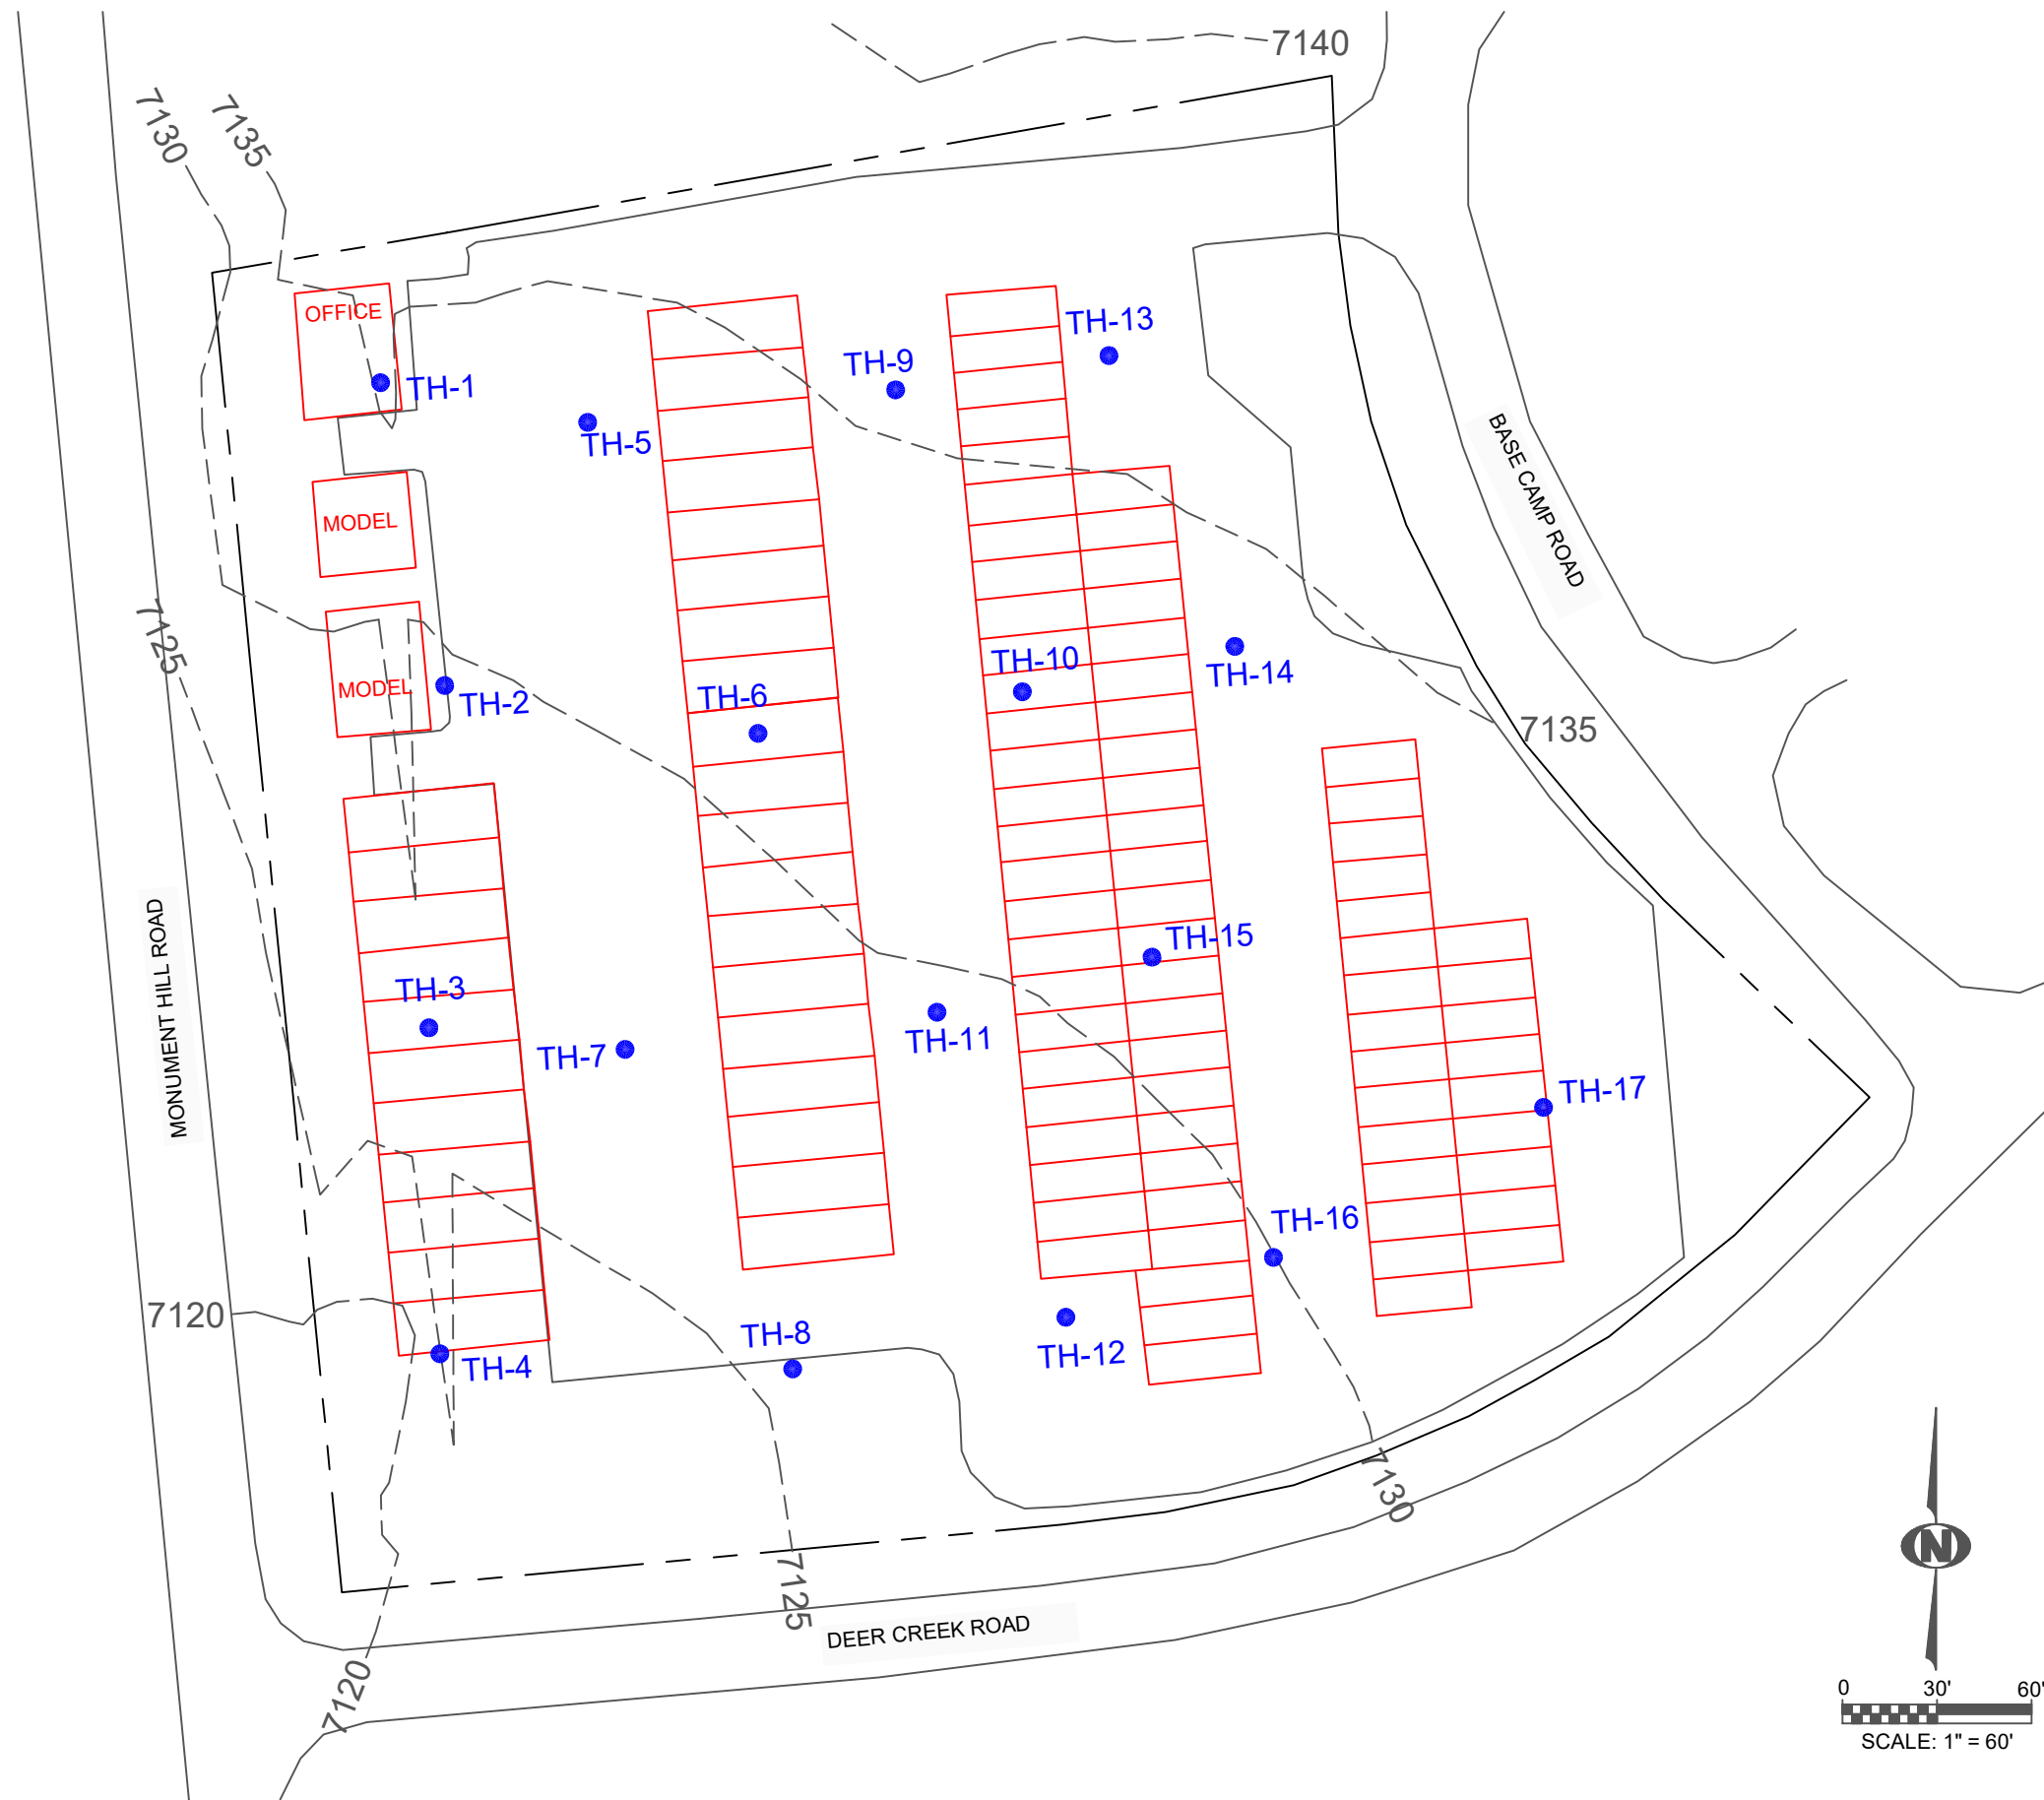 7140
7130
7135
OFFICE
TH-13
TH-9
TH-1
TH-5
BASE CAMP ROAD
MODEL
7125
TH-10
TH-14
MODEL
TH-6
TH-2
7135
MONUMENT HILL ROAD
TH-15
TH-3
TH-11
TH-7
TH-17
TH-16
7120
TH-8
TH-12
TH-4
7130
N
7125
DEER CREEK ROAD
7120
0 30' 60'
SCALE: 1" = 60'